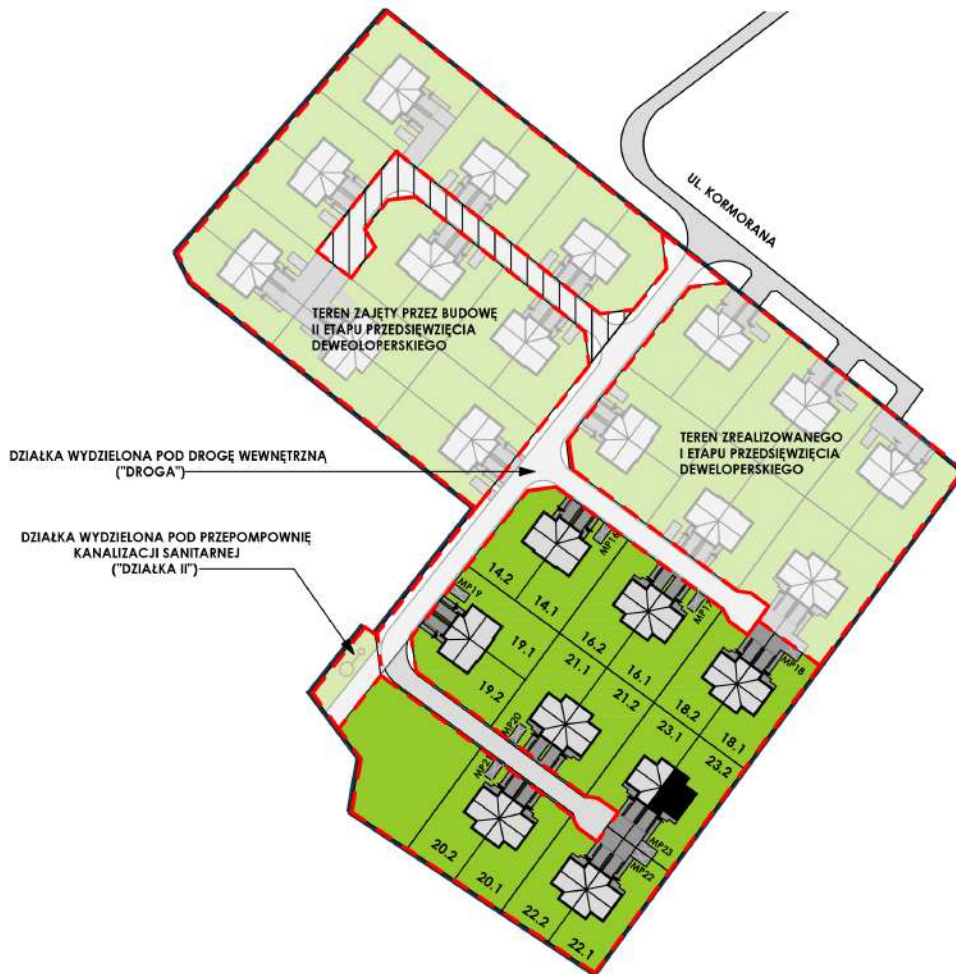 UL. KORMORANA
TEREN ZAJĘTY PRZEZ BUDOWĘ
II ETAPU PRZEDSIĘWZIĘCIA
DEWEOLOPERSKIEGO
TEREN ZREALIZOWANEGO
I ETAPU PRZEDSIĘWZIĘCIA
DEWELOPERSKIEGO
DZIAŁKA WYDZIELONA POD DROGĘ WEWNĘTRZNĄ
("DROGA")
DZIAŁKA WYDZIELONA POD PRZEPOMPOWNIĘ
KANALIZACJI SANITARNEJ
("DZIAŁKA II")
MP16
14.2
14.1
MP17
MP19
16.2
16.1
MP18
19.1
19.2
21.1
21.2
18.2
18.1
23.1
23.2
MP20
MP21
MP23
MP22
20.2
20.1
22.2
22.1